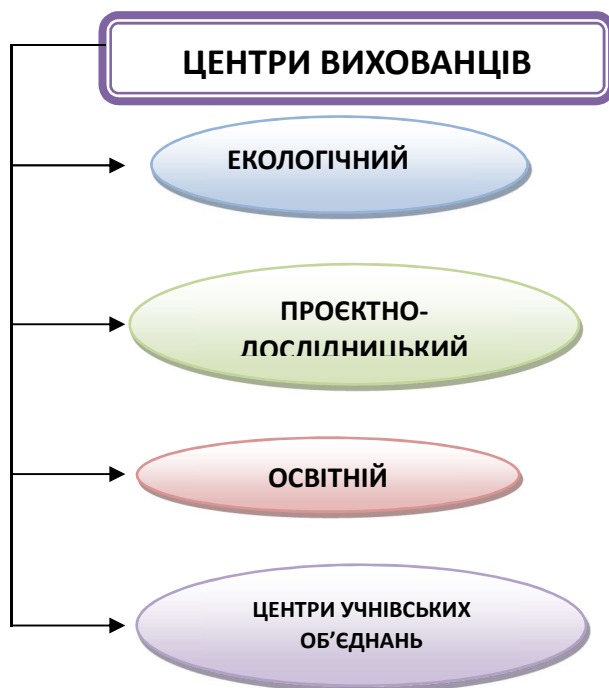 ЦЕНТРИ ВИХОВАНЦІВ
ЕКОЛОГІЧНИЙ
ПРОЄКТНО-
ДОСЛІДНИЦЬКИЙ
ОСВІТНІЙ
ЦЕНТРИ УЧНІВСЬКИХ
ОБ’ЄДНАНЬ